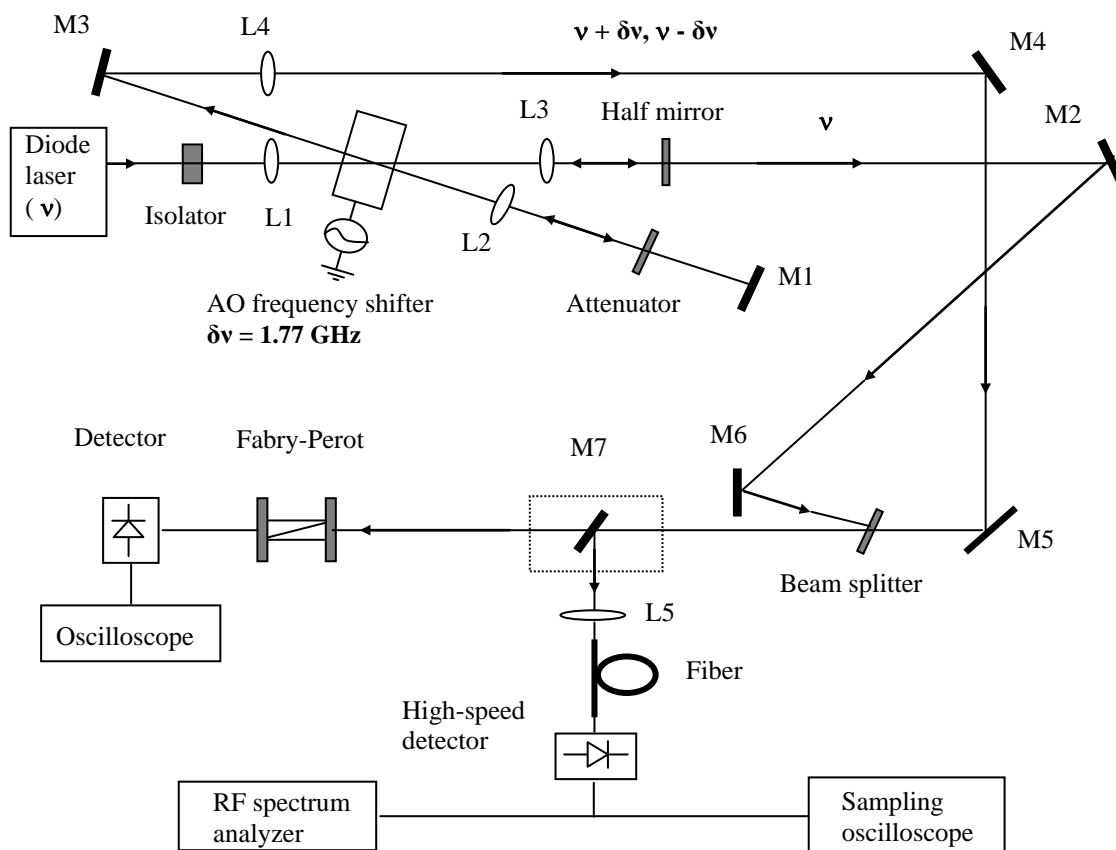 M3
L4
ν + δν, ν - δν
M4
L3
Half mirror
ν
M2
Diode
laser
( ν)
Isolator
L1
L2
M1
AO frequency shifter
δν = 1.77 GHz
Attenuator
Detector
Fabry-Perot
M7
M6
M5
Beam splitter
L5
Oscilloscope
Fiber
High-speed
detector
RF spectrum
analyzer
Sampling
oscilloscope